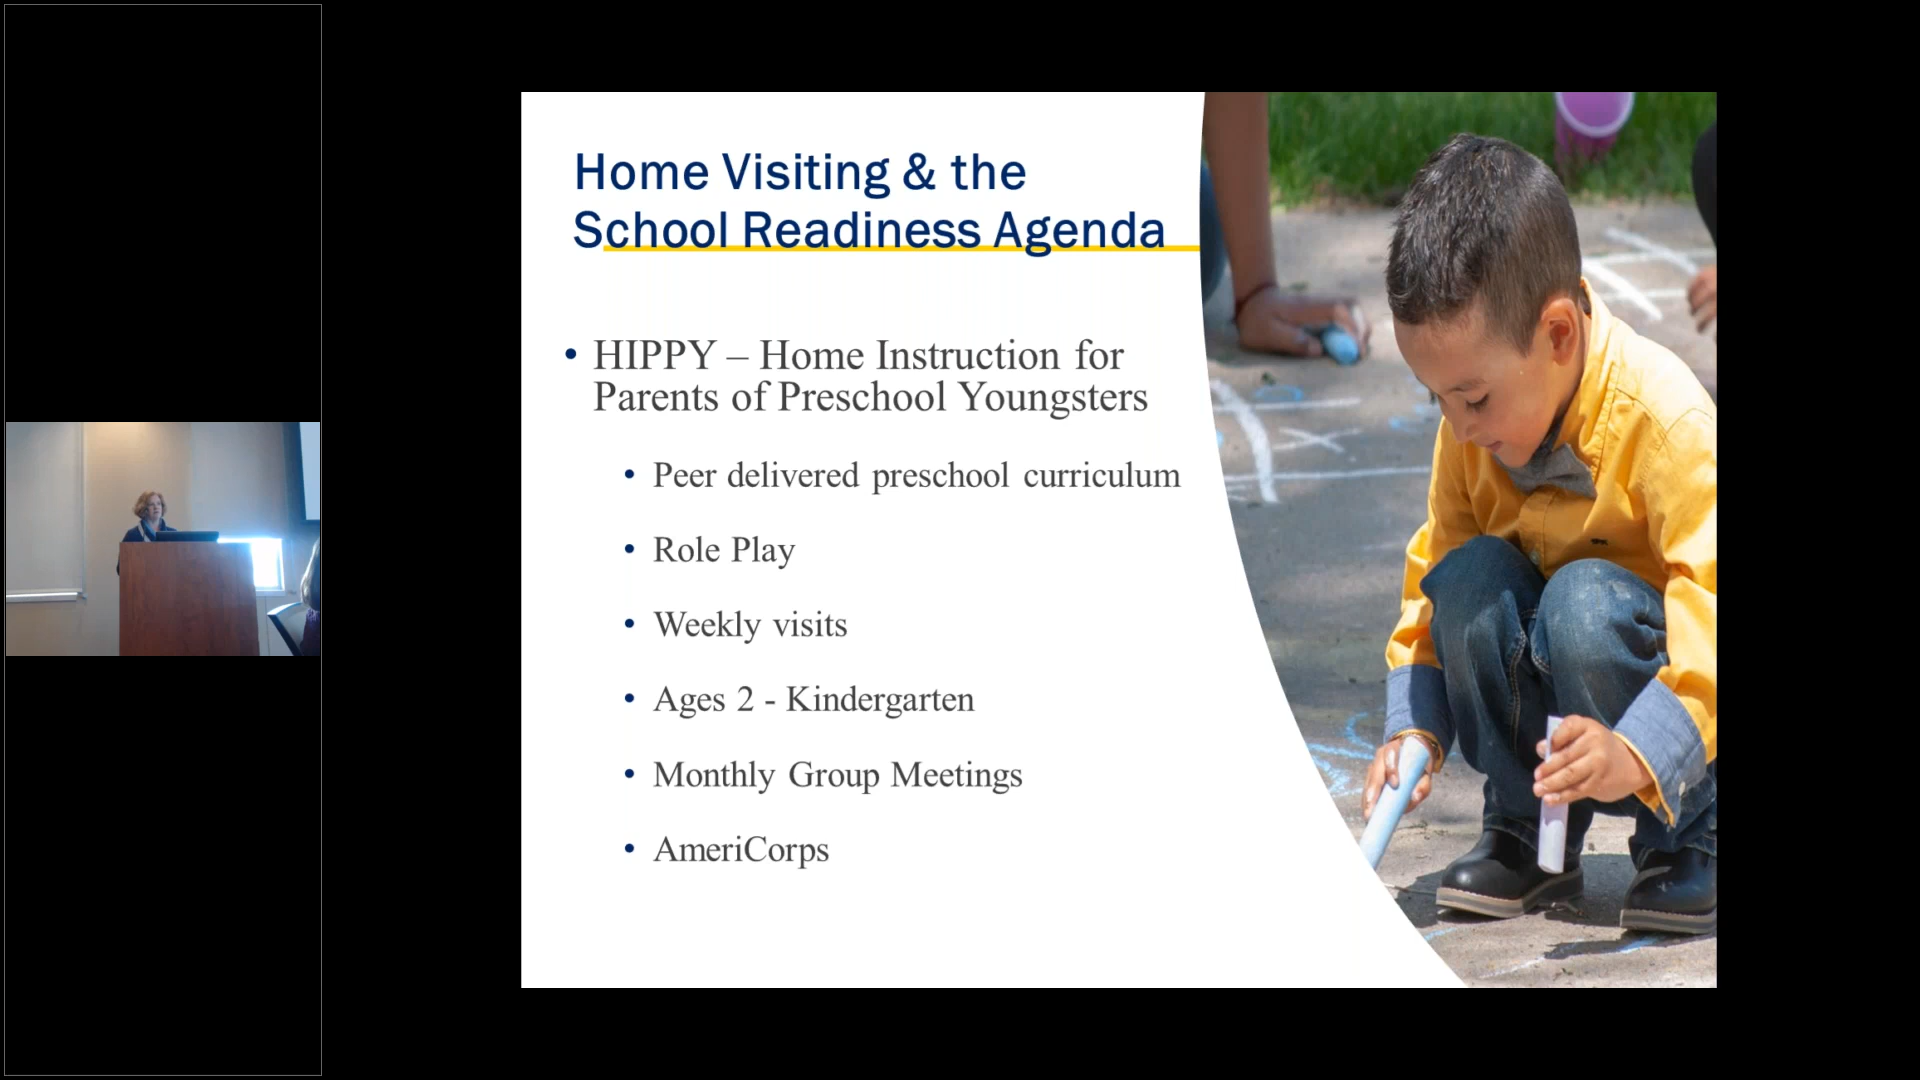 Home Visiting & the
School Readiness Agenda
• HIPPY – Home Instruction for
Parents of Preschool Youngsters
• Peer delivered preschool curriculum
• Role Play
• Weekly visits
• Ages 2 - Kindergarten
• Monthly Group Meetings
• AmeriCorps